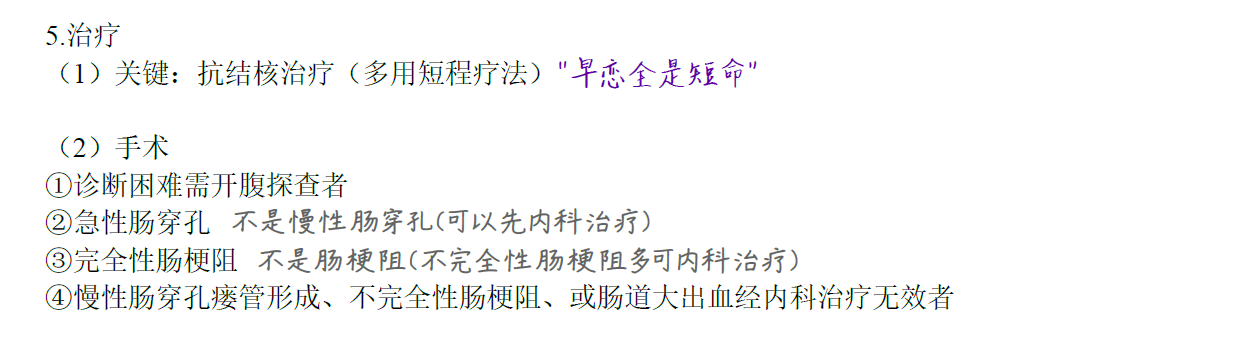 5.治疗
（1）关键：抗结核治疗（多用短程疗法）"早恋全是短命"
（2）手术
①诊断困难需开腹探查者
②急性肠穿孔 不是慢性肠穿孔(可以先内科治疗)
③完全性肠梗阻 不是肠梗阻(不完全性肠梗阻多可内科治疗)
④慢性肠穿孔瘘管形成、不完全性肠梗阻、或肠道大出血经内科治疗无效者